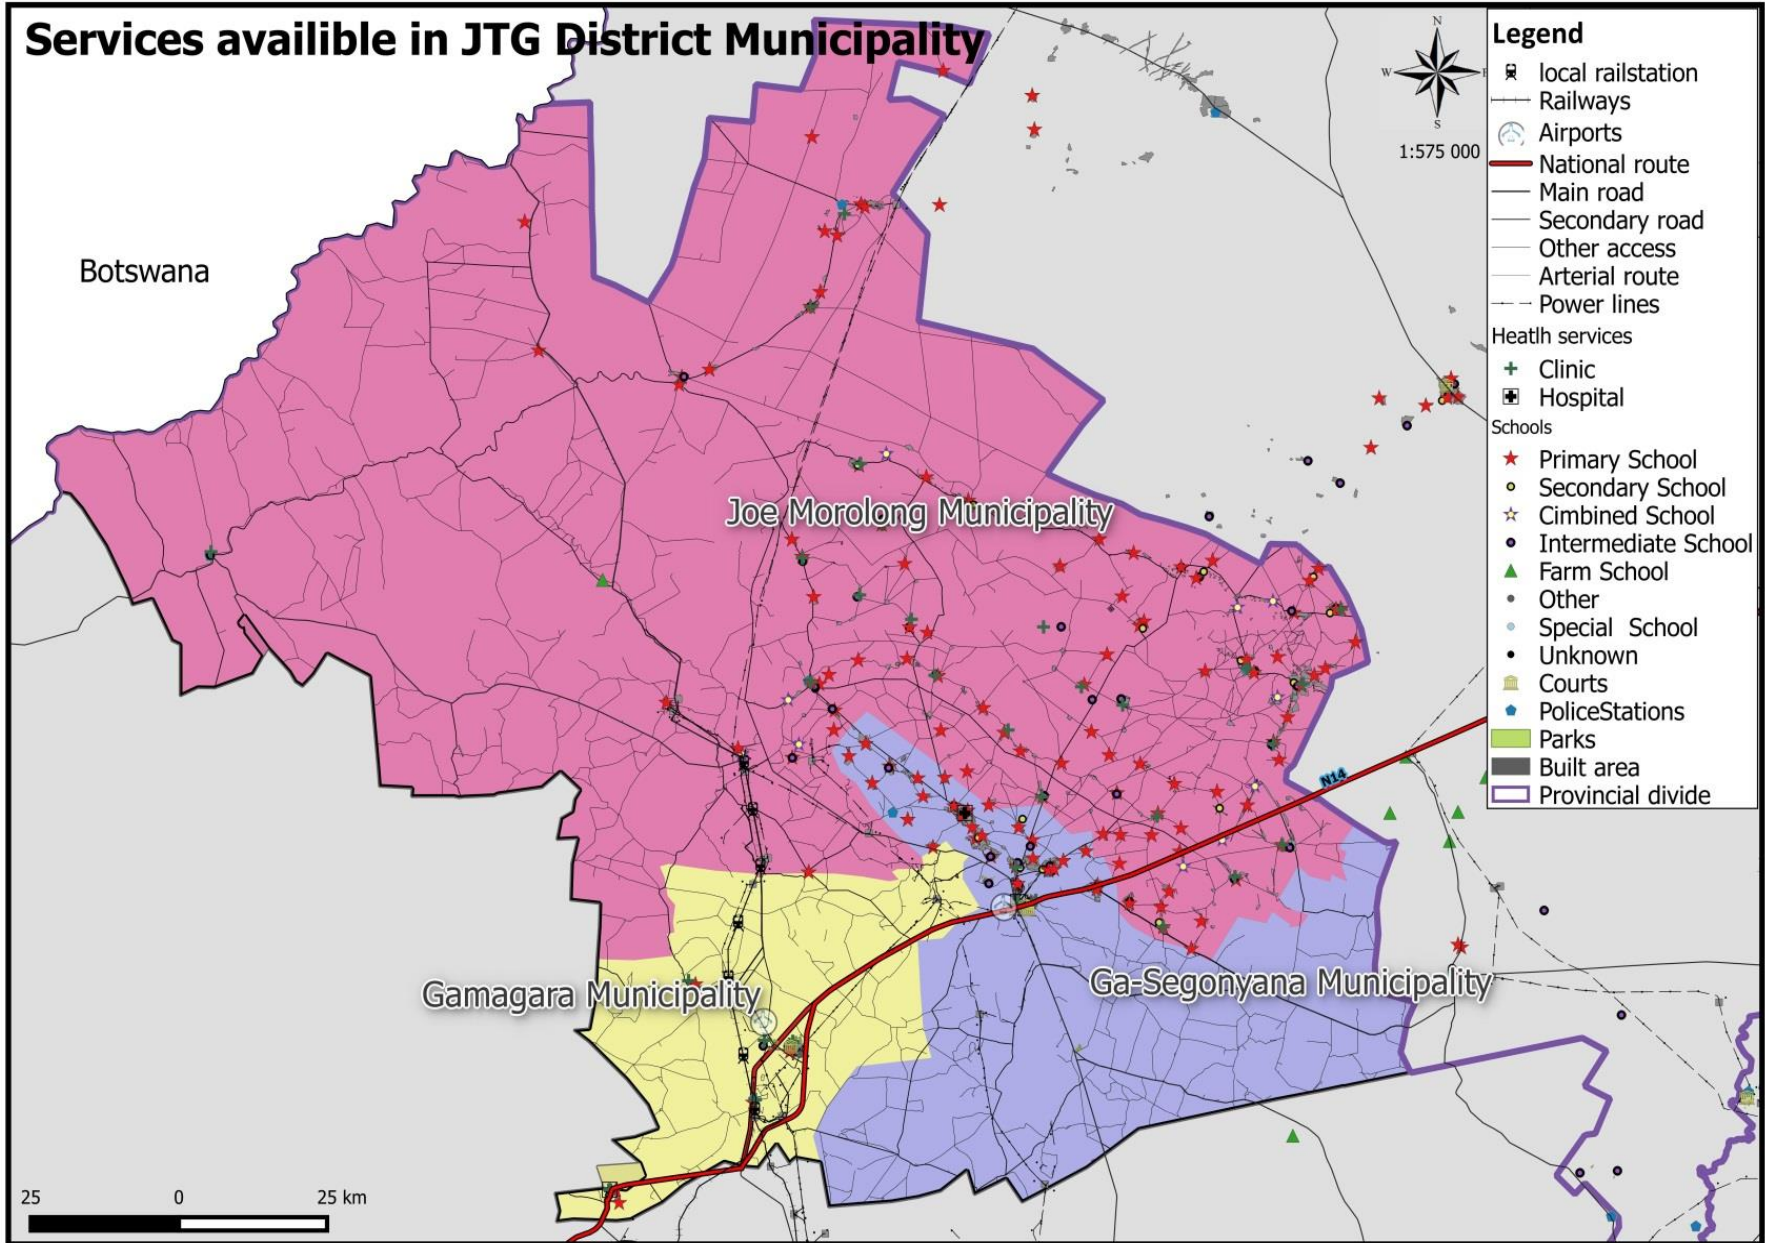 Services availible in JTG District Municipality
N
W
S
1:575 000
Botswana
Joe Morolong Municipality
N14
Gamagara Municipality
Ga-Segonyana Municipality
25 0 25 km
Legend
local railstation
Railways
Airports
National route
Main road
Secondary road
Other access
Arterial route
Power lines
Heatlh services
Clinic
Hospital
Schools
Primary School
Secondary School
Cimbined School
Intermediate School
Farm School
Other
Special School
Unknown
Courts
PoliceStations
Parks
Built area
Provincial divide